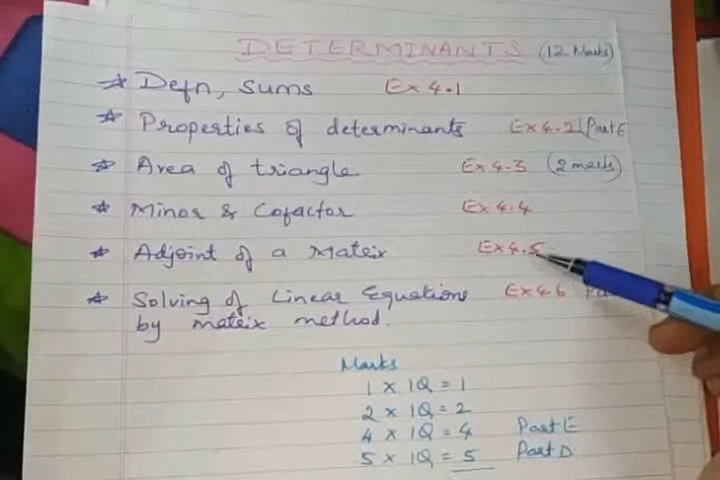 DETERMINANTS (12 Marks)
☆ Defn, sums Ex 4.1
☆ Properties of determinants Ex 4.2 (Part E
☆ Area of triangle Ex 4.3 (2 marks)
☆ Minor & Cofactor Ex 4.4
☆ Adjoint of a Matrix Ex 4.5
☆ Solving of Linear Equations Ex 4.6
by matrix method.
Marks
1 x 1Q = 1
2 x 1Q = 2
4 x 1Q = 4 Part E
5 x 1Q = 5 Part D